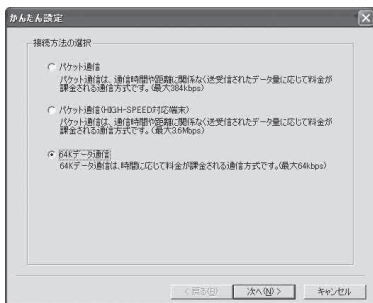 かんたん設定
接続方法の選択
パケット通信
パケット通信は、通信時間や距離に関係なく送受信されたデータ量に応じて料金が
課金される通信方式です。(最大384kbps)
パケット通信(HIGH-SPEED対応端末)
パケット通信は、通信時間や距離に関係なく送受信されたデータ量に応じて料金が
課金される通信方式です。(最大3.6Mbps)
64Kデータ通信
64Kデータ通信は、時間に応じて料金が課金される通信方式です。(最大64kbps)
< 戻る(B)
次へ(N) >
キャンセル